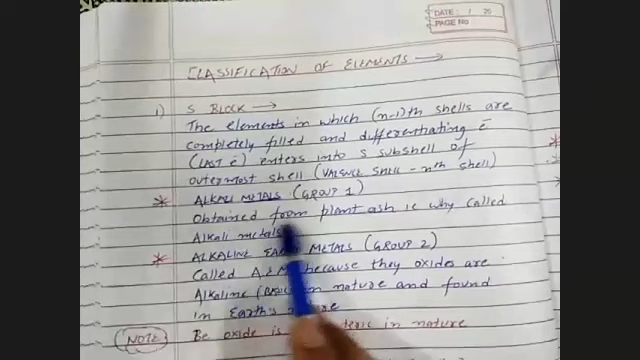 DATE: / 20
PAGE No
CLASSIFICATION OF ELEMENTS →
1) S BLOCK →
The elements in which (n-1)th shells are
completely filled and differentiating e̅
(LAST e̅) enters into S subshell of
outermost shell (VALENCE SHELL - nth shell)
* ALKALI METALS (GROUP 1)
Obtained from plant ash is why called
Alkali metals
* ALKALINE METALS (GROUP 2)
Called because they oxides are
Alkaline in nature and found
in Earth's
NOTE Be oxide is in nature